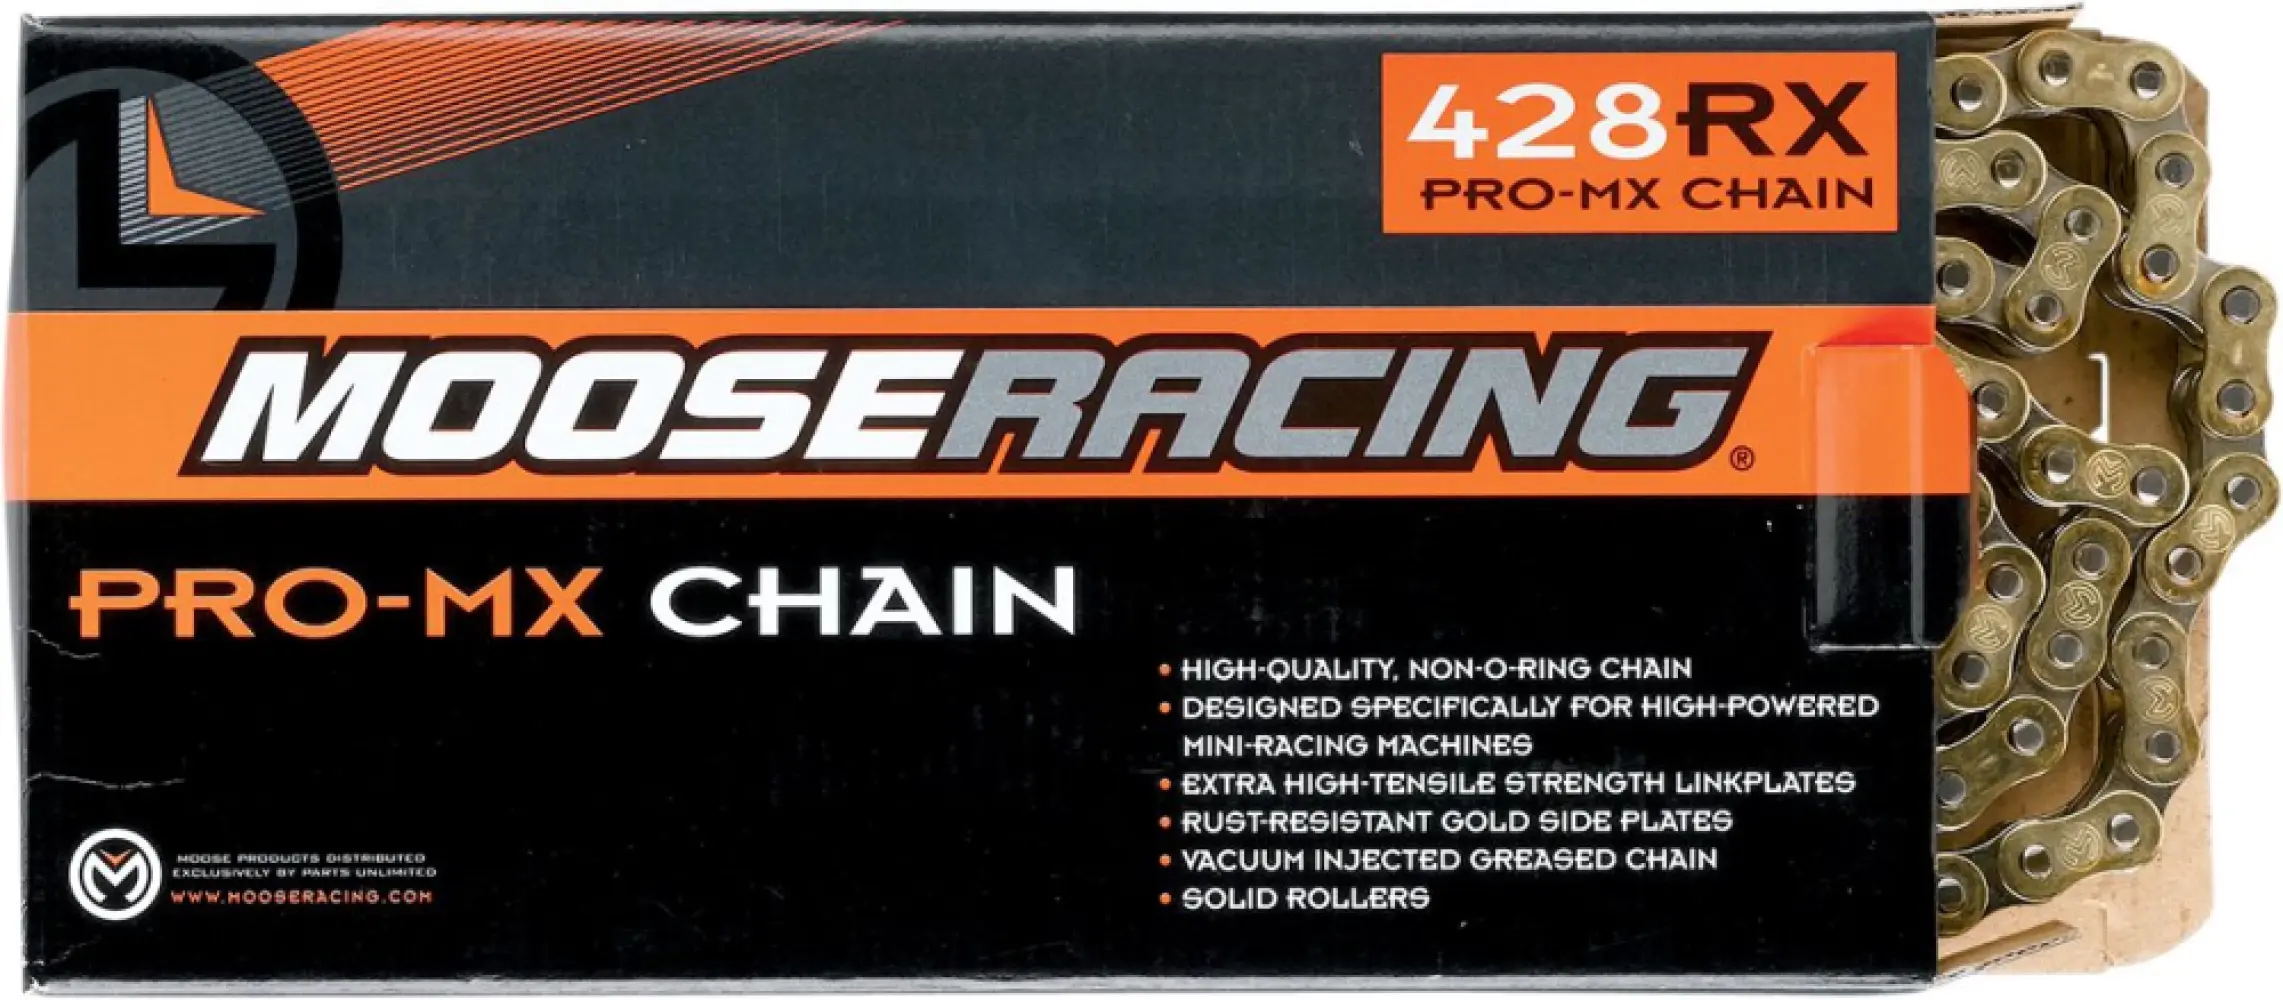 428RX
PRO-MX CHAIN
MOOSERACING®
PRO-MX CHAIN
• HIGH-QUALITY, NON-O-RING CHAIN
• DESIGNED SPECIFICALLY FOR HIGH-POWERED
MINI-RACING MACHINES
• EXTRA HIGH-TENSILE STRENGTH LINKPLATES
• RUST-RESISTANT GOLD SIDE PLATES
• VACUUM INJECTED GREASED CHAIN
• SOLID ROLLERS
MOOSE PRODUCTS DISTRIBUTED
EXCLUSIVELY BY PARTS UNLIMITED
WWW.MOOSERACING.COM